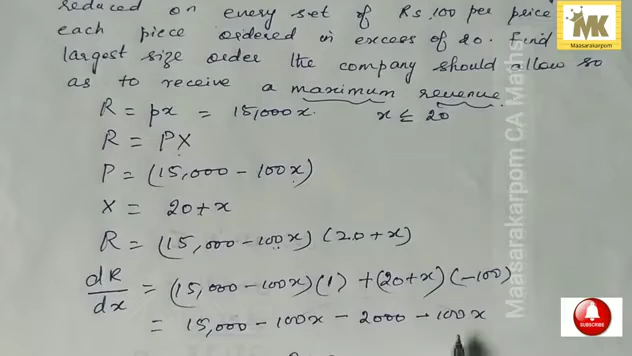 reduced on every set of Rs.100 per price
each piece ordered in excess of 20. Find
largest size order the company should allow so
as to receive a maximum revenue.
R = px = 15,000x. x ≤ 20
R = PX
P = (15,000 - 100x)
X = 20+x
R = (15,000 - 100x) (20+x)
dR/dx = (15,000 - 100x)(1) + (20+x)(-100)
= 15,000 - 100x - 2000 - 100x
MK
Maasarakarpom
Maasarakarpom CA Maths
SUBSCRIBE